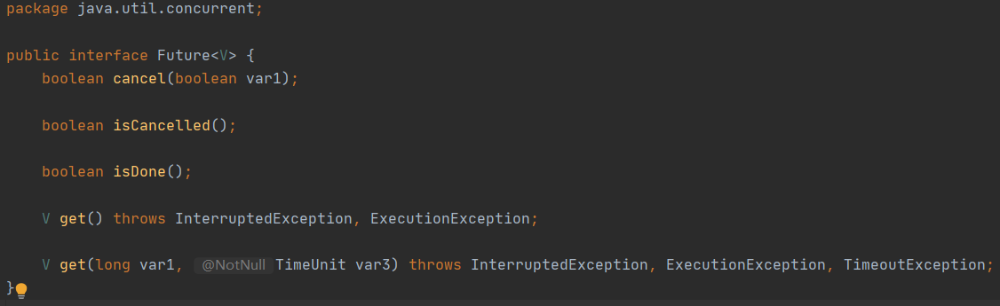 package java.util.concurrent;
public interface Future<V> {
    boolean cancel(boolean var1);
    boolean isCancelled();
    boolean isDone();
    V get() throws InterruptedException, ExecutionException;
    V get(long var1, @NotNull TimeUnit var3) throws InterruptedException, ExecutionException, TimeoutException;
}